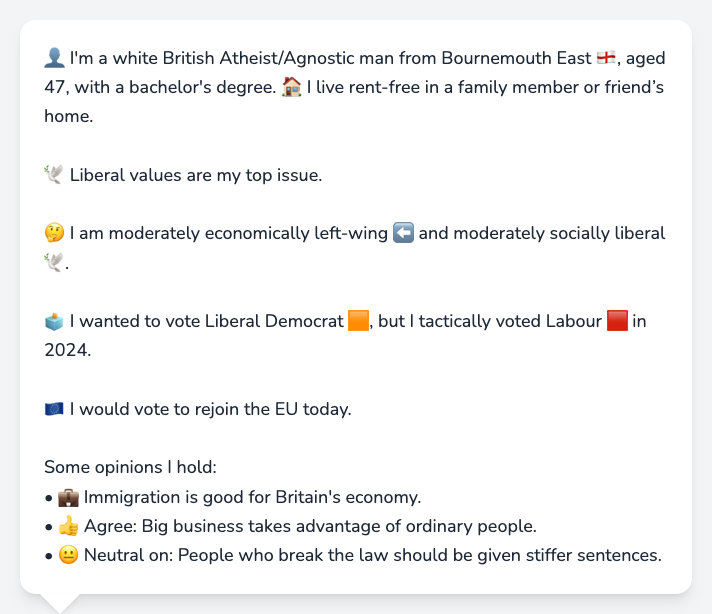 👤 I'm a white British Atheist/Agnostic man from Bournemouth East 🏴󠁧󠁢󠁥󠁮󠁧󠁿, aged
47, with a bachelor's degree. 🏠 I live rent-free in a family member or friend’s
home.
🕊️ Liberal values are my top issue.
🤔 I am moderately economically left-wing ⬅️ and moderately socially liberal
🕊️.
🗳️ I wanted to vote Liberal Democrat 🟧, but I tactically voted Labour 🟥 in
2024.
🇪🇺 I would vote to rejoin the EU today.
Some opinions I hold:
• 💼 Immigration is good for Britain's economy.
• 👍 Agree: Big business takes advantage of ordinary people.
• 😐 Neutral on: People who break the law should be given stiffer sentences.